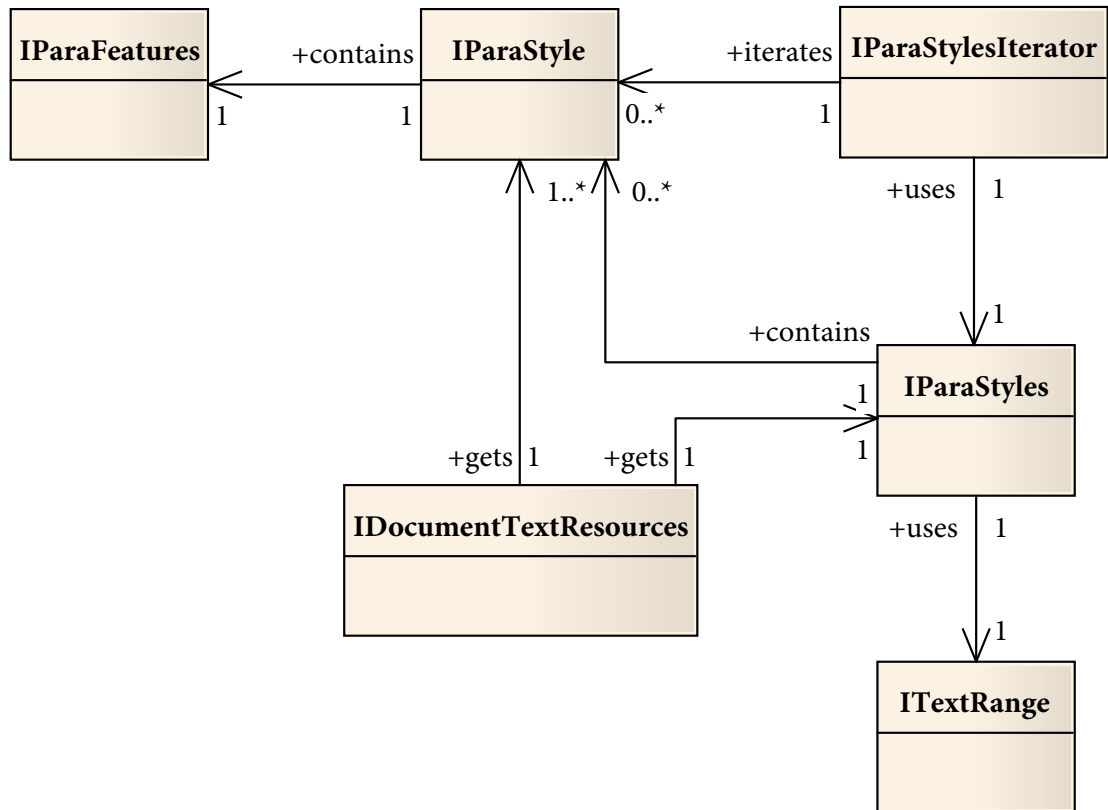 IParaFeatures
+contains
IParaStyle
+iterates
IParaStylesIterator
1
1
0..*
1
1..*
0..*
+uses
1
1
+contains
IParaStyles
1
+gets
1
+gets
1
1
IDocumentTextResources
+uses
1
1
ITextRange